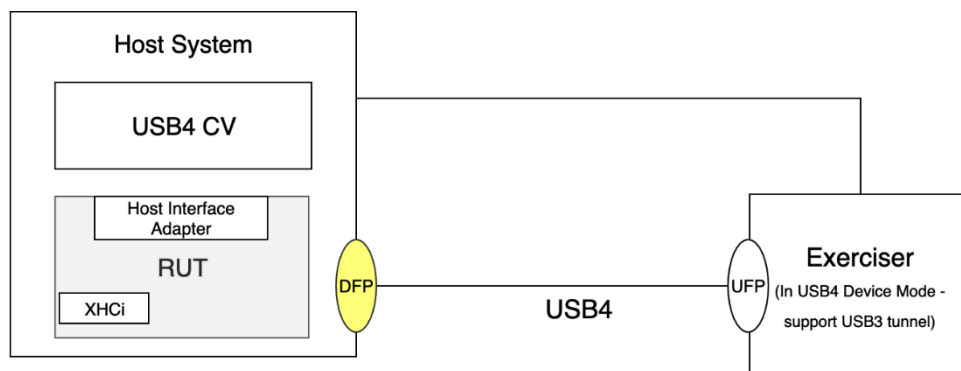 Host System
USB4 CV
Host Interface
Adapter
RUT
XHCi
DFP
USB4
UFP
Exerciser
(In USB4 Device Mode -
support USB3 tunnel)